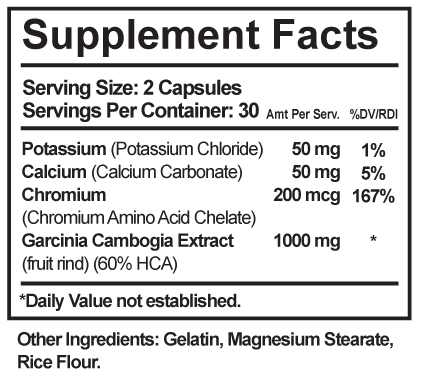 Supplement Facts
Serving Size: 2 Capsules
Servings Per Container: 30 Amt Per Serv. %DV/RDI
Potassium (Potassium Chloride) 50 mg 1%
Calcium (Calcium Carbonate) 50 mg 5%
Chromium 200 mcg 167%
(Chromium Amino Acid Chelate)
Garcinia Cambogia Extract 1000 mg *
(fruit rind) (60% HCA)
*Daily Value not established.
Other Ingredients: Gelatin, Magnesium Stearate,
Rice Flour.